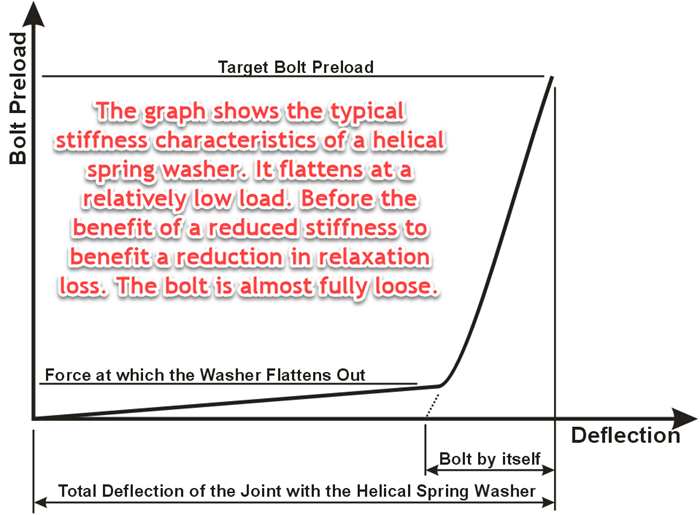 Bolt Preload
Target Bolt Preload
The graph shows the typical
stiffness characteristics of a helical
spring washer. It flattens at a
relatively low load. Before the
benefit of a reduced stiffness to
benefit a reduction in relaxation
loss. The bolt is almost fully loose.
Force at which the Washer Flattens Out
Deflection
Bolt by itself
Total Deflection of the Joint with the Helical Spring Washer